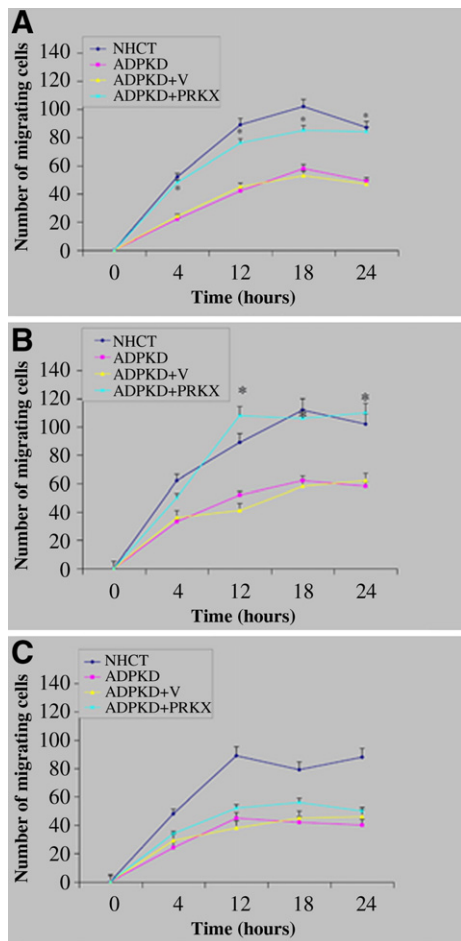 A
NHCT
ADPKD
ADPKD+V
ADPKD+PRKX
Number of migrating cells
140
120
100
80
60
40
20
0
* * * *
0 4 12 18 24
Time (hours)
B
NHCT
ADPKD
ADPKD+V
ADPKD+PRKX
Number of migrating cells
140
120
100
80
60
40
20
0
* * *
0 4 12 18 24
Time (hours)
C
NHCT
ADPKD
ADPKD+V
ADPKD+PRKX
Number of migrating cells
140
120
100
80
60
40
20
0
0 4 12 18 24
Time (hours)